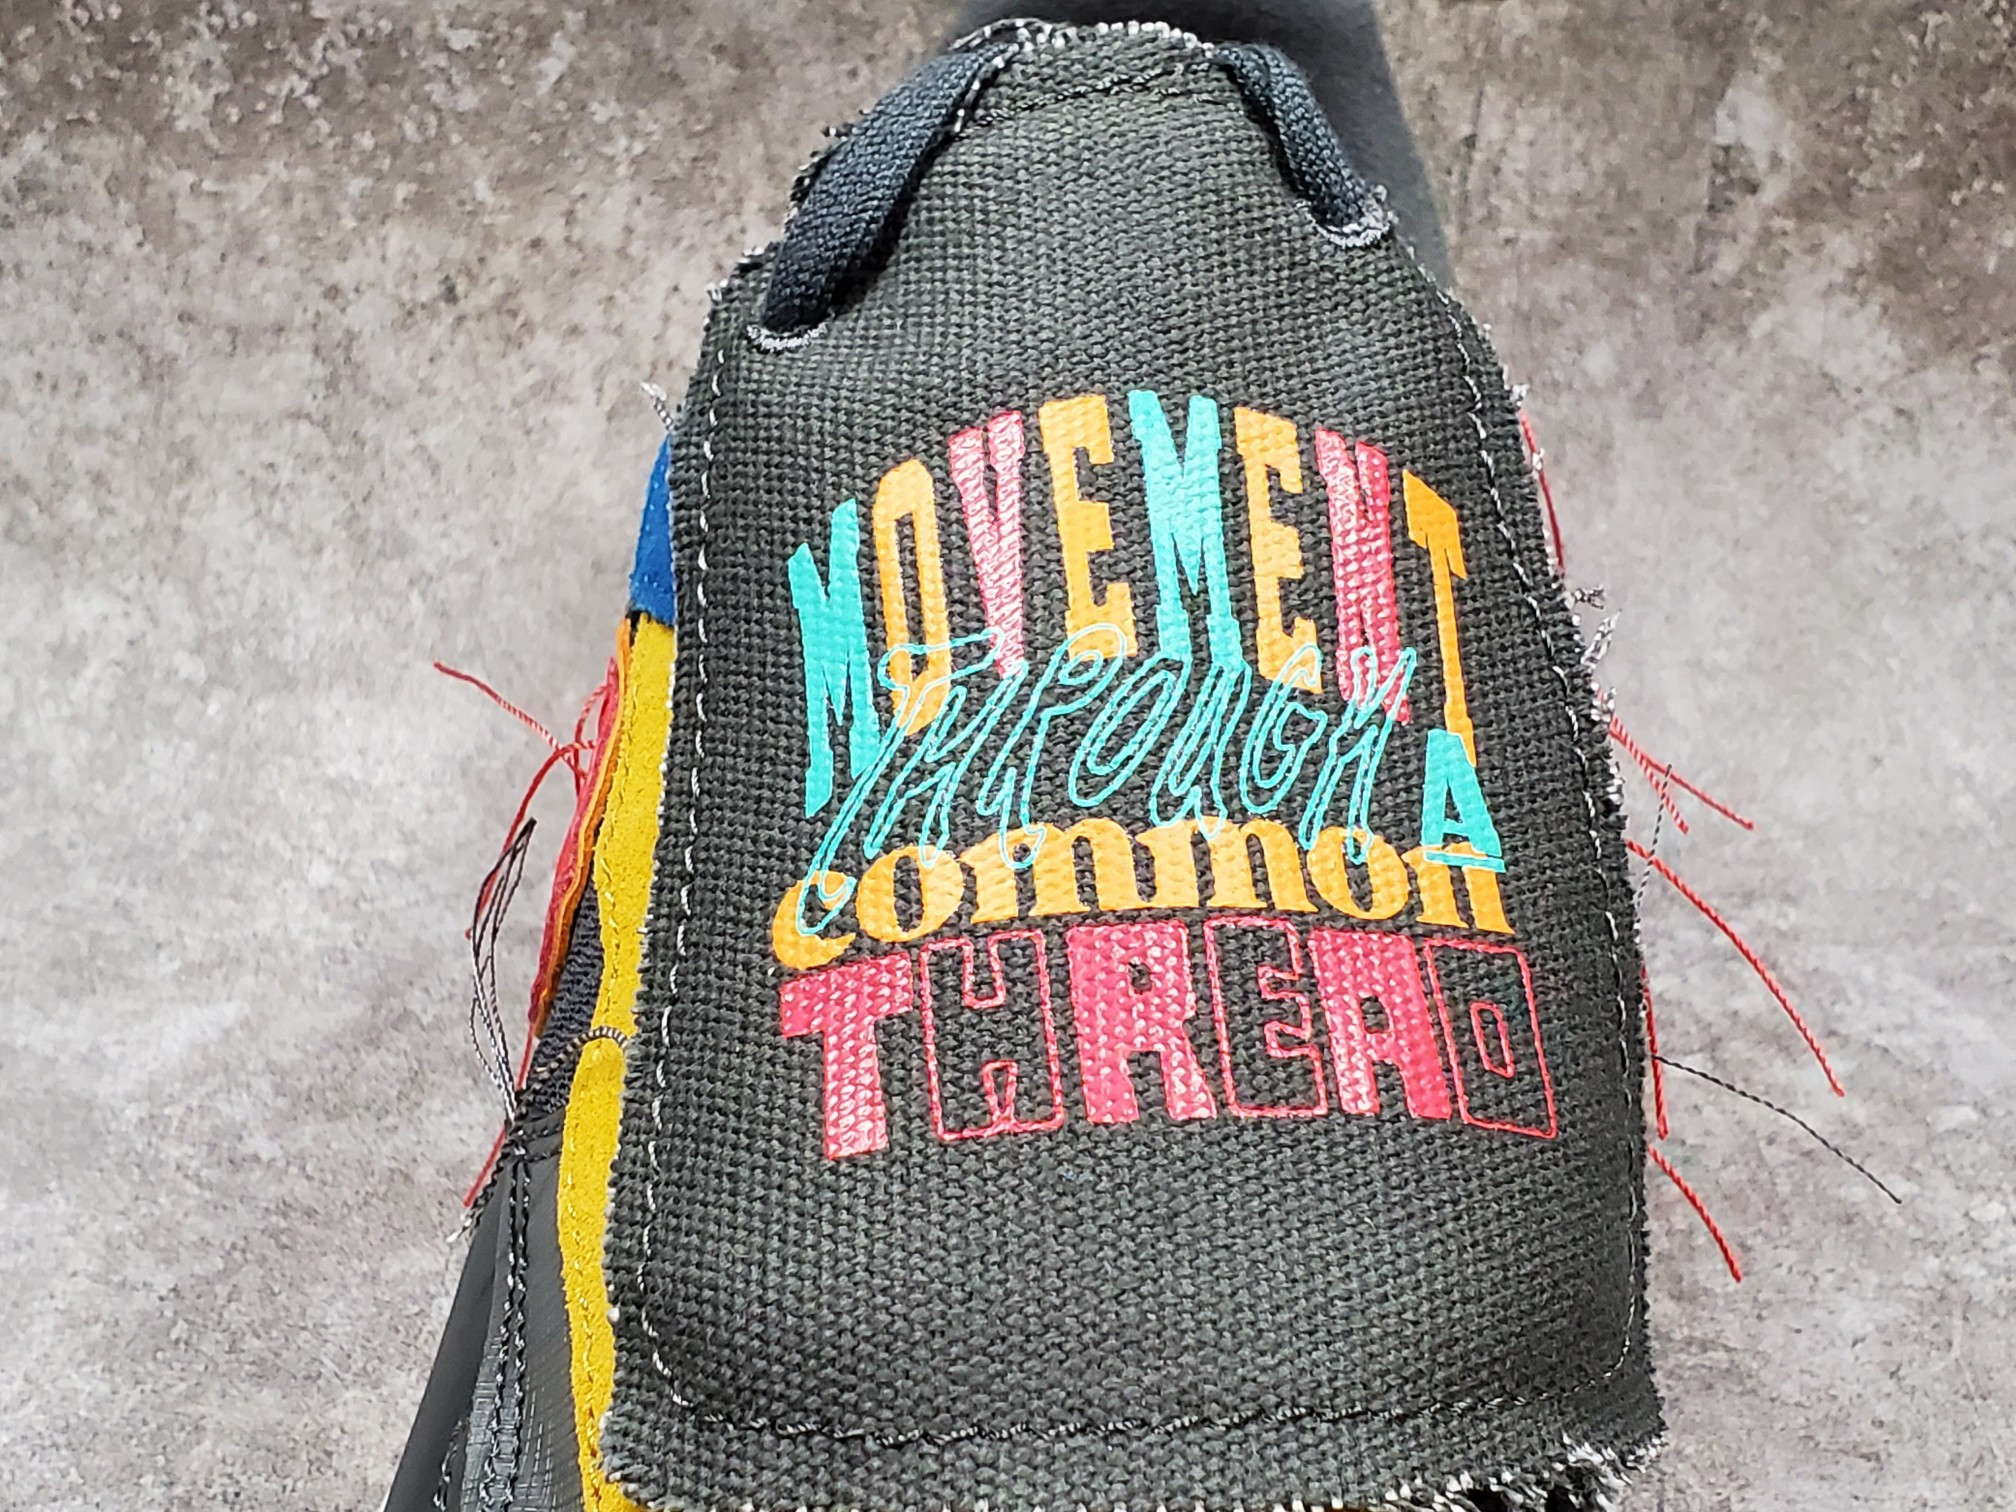 MOVEMENT
THROUGH A
common
THREAD